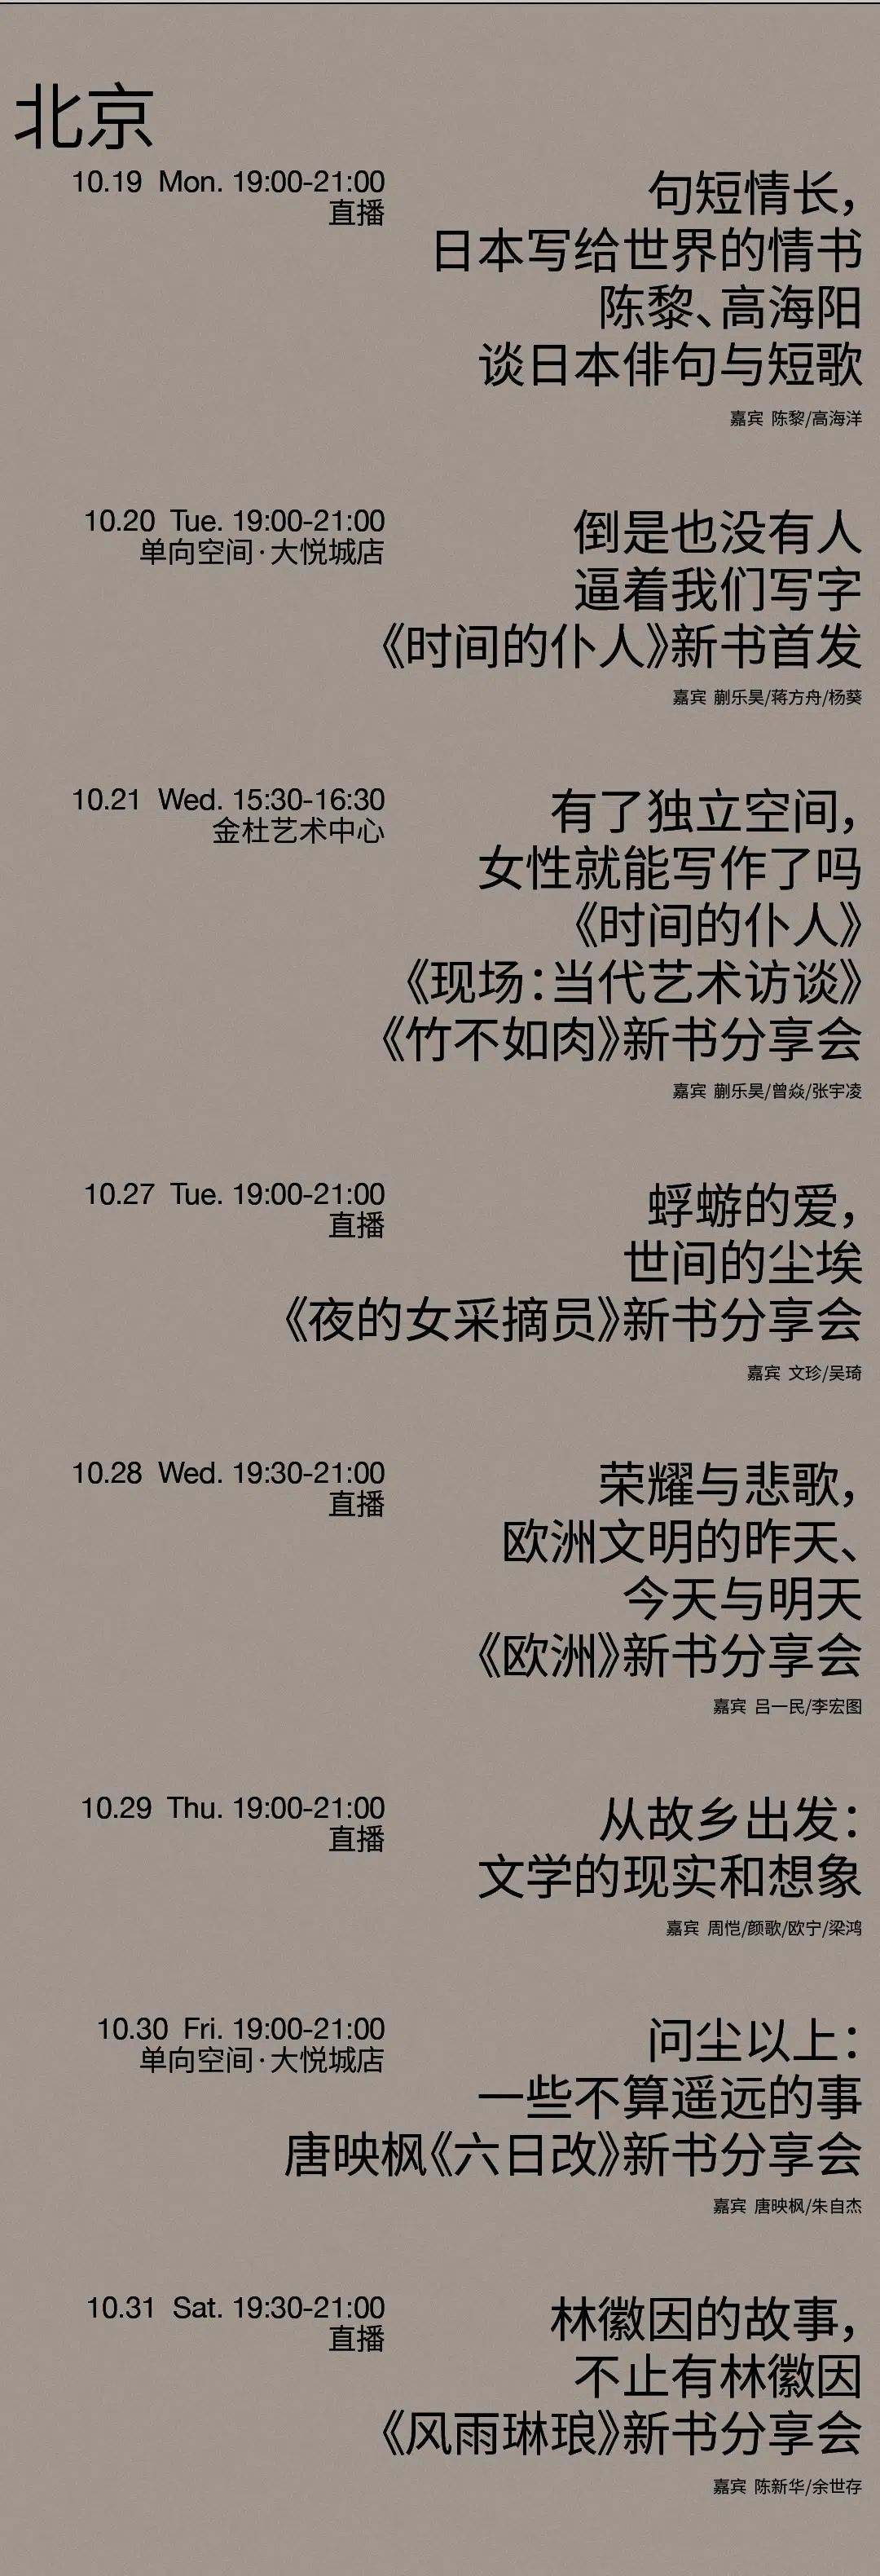 北京
10.19 Mon. 19:00-21:00
直播
句短情长，
日本写给世界的情书
陈黎、高海阳
谈日本俳句与短歌
嘉宾 陈黎/高海洋
10.20 Tue. 19:00-21:00
单向空间·大悦城店
倒是也没有人
逼着我们写字
《时间的仆人》新书首发
嘉宾 蒯乐昊/蒋方舟/杨葵
10.21 Wed. 15:30-16:30
金杜艺术中心
有了独立空间，
女性就能写作了吗
《时间的仆人》
《现场：当代艺术访谈》
《竹不如肉》新书分享会
嘉宾 蒯乐昊/曾焱/张宇凌
10.27 Tue. 19:00-21:00
直播
蜉蝣的爱，
世间的尘埃
《夜的女采摘员》新书分享会
嘉宾 文珍/吴琦
10.28 Wed. 19:30-21:00
直播
荣耀与悲歌，
欧洲文明的昨天、
今天与明天
《欧洲》新书分享会
嘉宾 吕一民/李宏图
10.29 Thu. 19:00-21:00
直播
从故乡出发：
文学的现实和想象
嘉宾 周恺/颜歌/欧宁/梁鸿
10.30 Fri. 19:00-21:00
单向空间·大悦城店
问尘以上：
一些不算遥远的事
唐映枫《六日改》新书分享会
嘉宾 唐映枫/朱自杰
10.31 Sat. 19:30-21:00
直播
林徽因的故事，
不止有林徽因
《风雨琳琅》新书分享会
嘉宾 陈新华/余世存